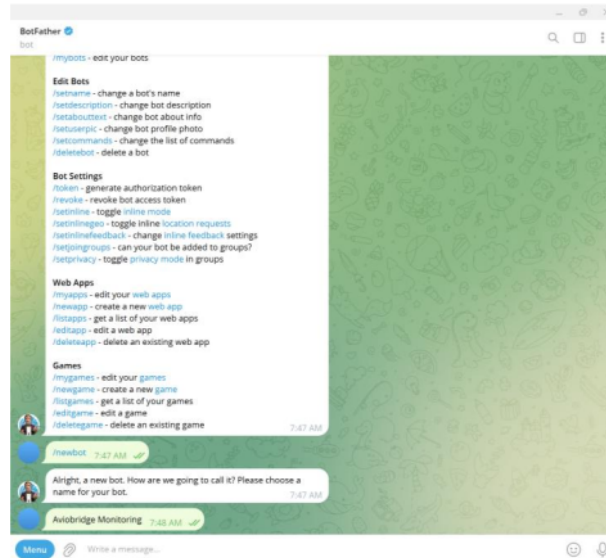 BotFather
bot
/mybots - edit your bots
Edit Bots
/setname - change a bot's name
/setdescription - change bot description
/setabouttext - change bot about info
/setuserpic - change bot profile photo
/setcommands - change the list of commands
/deletebot - delete a bot
Bot Settings
/token - generate authorization token
/revoke - revoke bot access token
/setinline - toggle inline mode
/setinlinegeo - toggle inline location requests
/setinlinefeedback - change inline feedback settings
/setjoingroups - can your bot be added to groups?
/setprivacy - toggle privacy mode in groups
Web Apps
/myapps - edit your web apps
/newapp - create a new web app
/listapps - get a list of your web apps
/editapp - edit a web app
/deleteapp - delete an existing web app
Games
/mygames - edit your games
/newgame - create a new game
/listgames - get a list of your games
/editgame - edit a game
/deletegame - delete an existing game
7:47 AM
/newbot 7:47 AM
Alright, a new bot. How are we going to call it? Please choose a
name for your bot. 7:47 AM
Aviobridge Monitoring 7:48 AM
Menu Write a message...